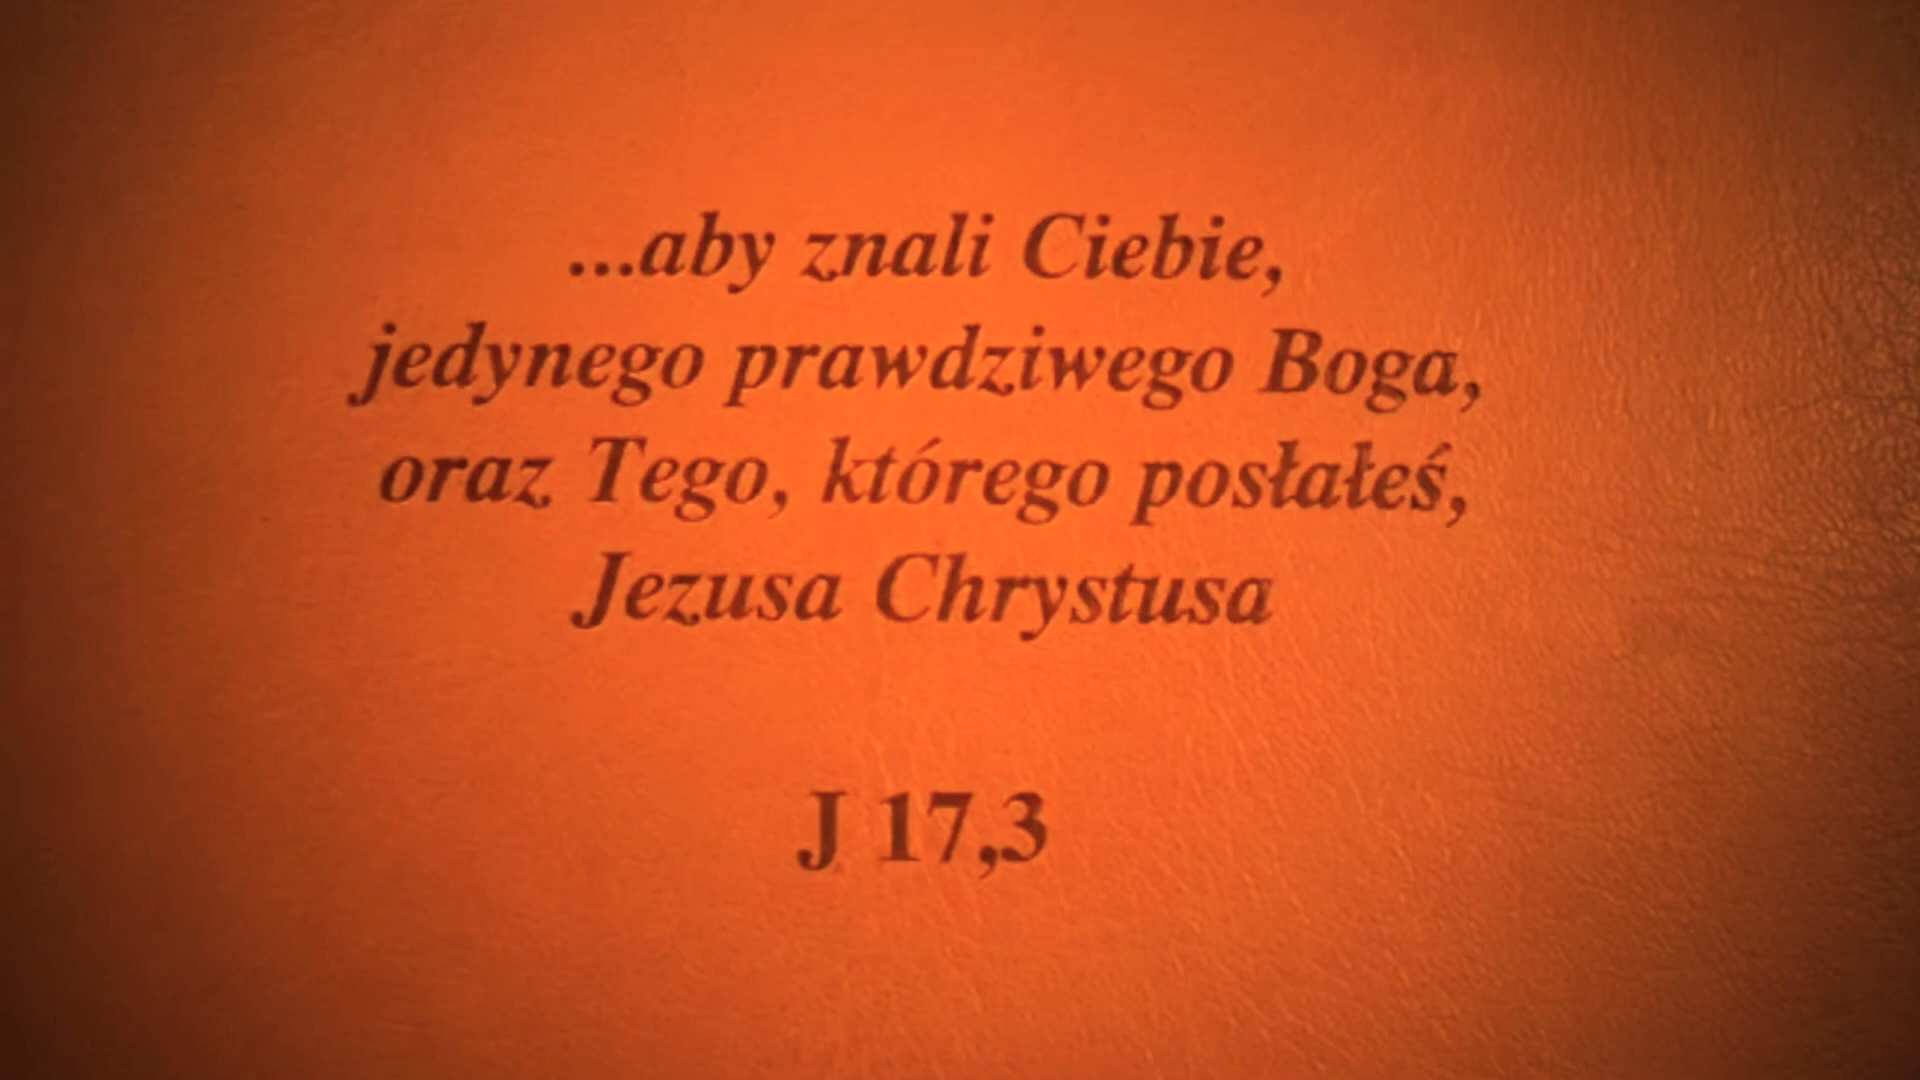 ...aby znali Ciebie,
jedynego prawdziwego Boga,
oraz Tego, którego posłałeś,
Jezusa Chrystusa
J 17,3